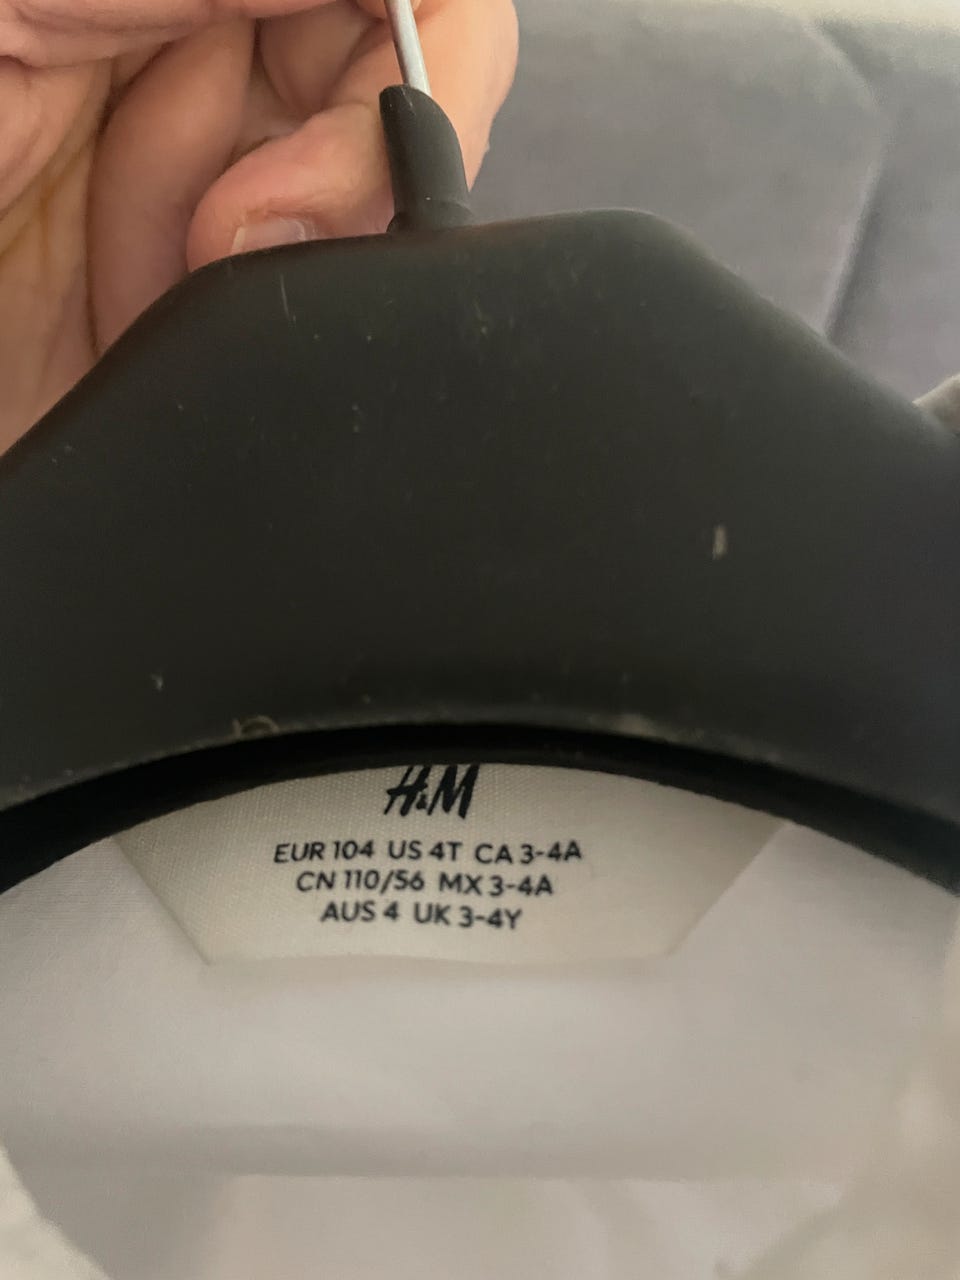 H&M
EUR 104 US 4T CA 3-4A
CN 110/56 MX 3-4A
AUS 4 UK 3-4Y